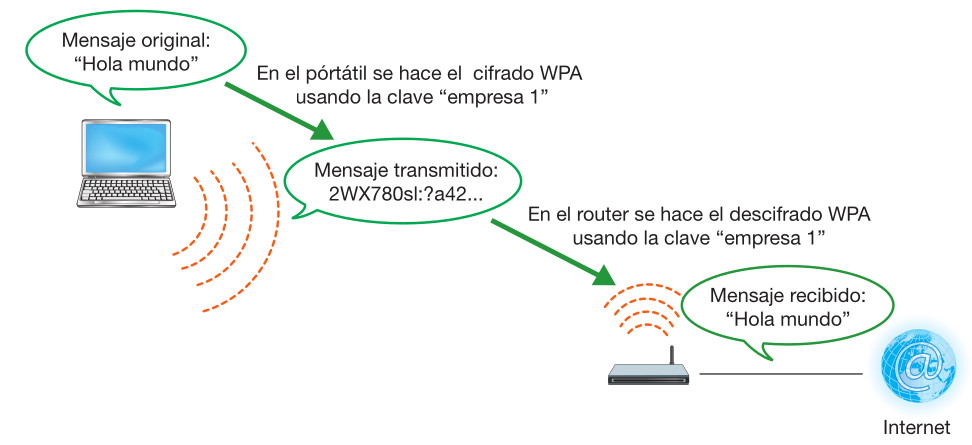 Mensaje original:
“Hola mundo”
En el pórtátil se hace el cifrado WPA
usando la clave “empresa 1”
Mensaje transmitido:
2WX780sl:?a42...
En el router se hace el descifrado WPA
usando la clave “empresa 1”
Mensaje recibido:
“Hola mundo”
@
Internet